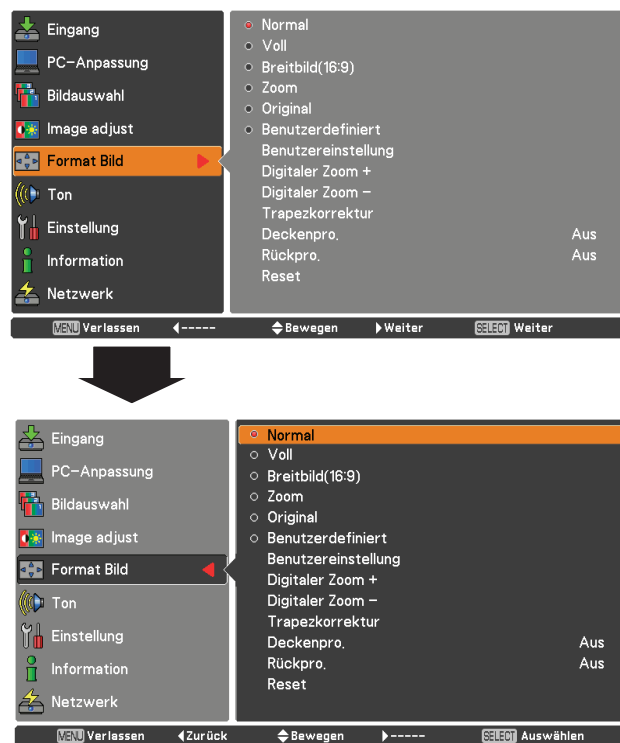 Eingang
PC-Anpassung
Bildauswahl
Image adjust
Format Bild
Ton
Einstellung
Information
Netzwerk
Normal
Voll
Breitbild(16:9)
Zoom
Original
Benutzerdefiniert
Benutzereinstellung
Digitaler Zoom +
Digitaler Zoom –
Trapezkorrektur
Deckenpro. Aus
Rückpro. Aus
Reset
MENU Verlassen ----- Bewegen Weiter SELECT Weiter
Eingang
PC-Anpassung
Bildauswahl
Image adjust
Format Bild
Ton
Einstellung
Information
Netzwerk
Normal
Voll
Breitbild(16:9)
Zoom
Original
Benutzerdefiniert
Benutzereinstellung
Digitaler Zoom +
Digitaler Zoom –
Trapezkorrektur
Deckenpro. Aus
Rückpro. Aus
Reset
MENU Verlassen Zurück Bewegen ----- SELECT Auswählen